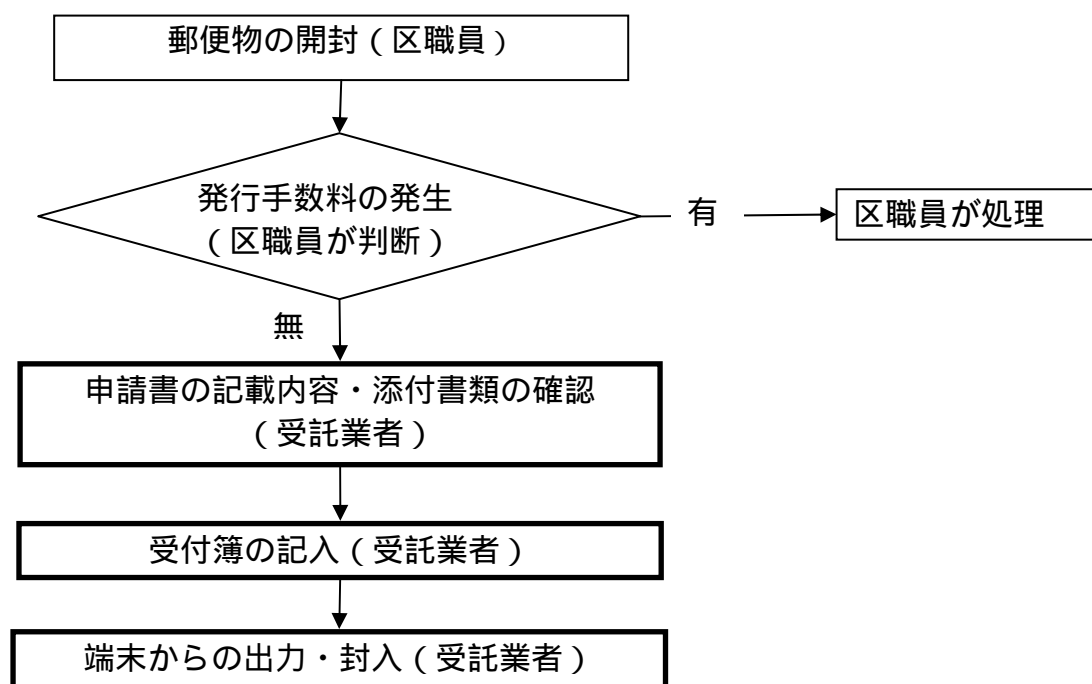 郵便物の開封(区職員)
発行手数料の発生
(区職員が判断)
有
区職員が処理
無
申請書の記載内容・添付書類の確認
(受託業者)
受付簿の記入(受託業者)
端末からの出力・封入(受託業者)